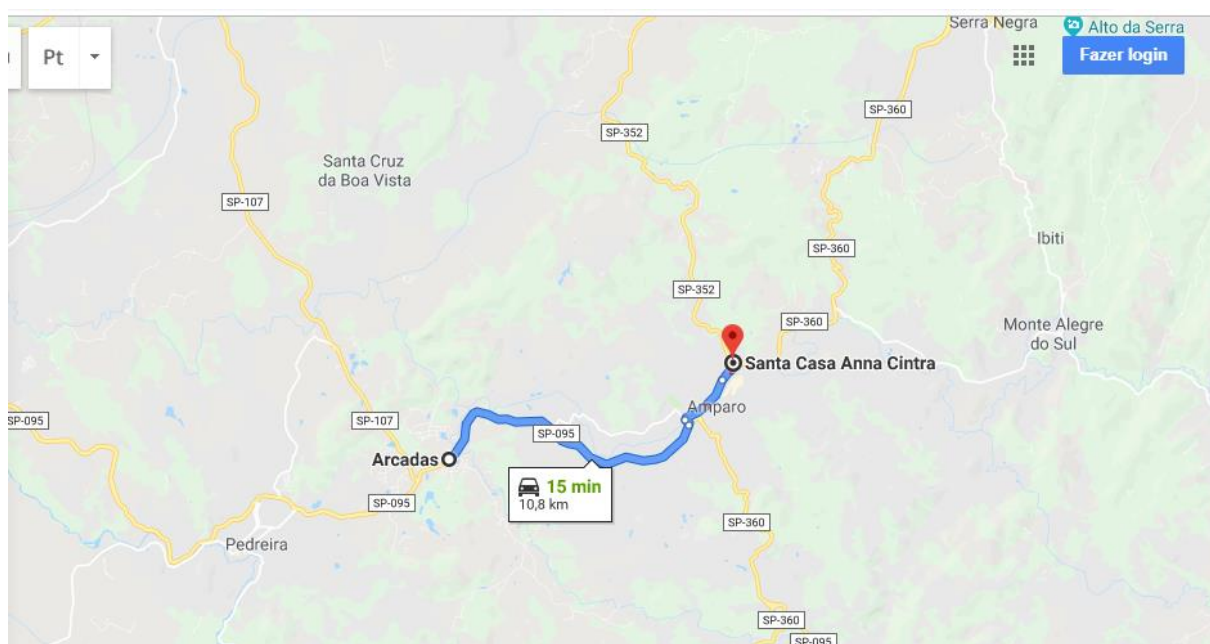 Serra Negra
Alto da Serra
Pt
Fazer login
SP-360
SP-352
Santa Cruz
da Boa Vista
SP-107
Ibiti
SP-360
SP-352
SP-360
Monte Alegre
do Sul
Santa Casa Anna Cintra
Amparo
SP-095
SP-107
SP-095
Arcadas
15 min
10,8 km
SP-095
SP-360
Pedreira
SP-360
SP-095